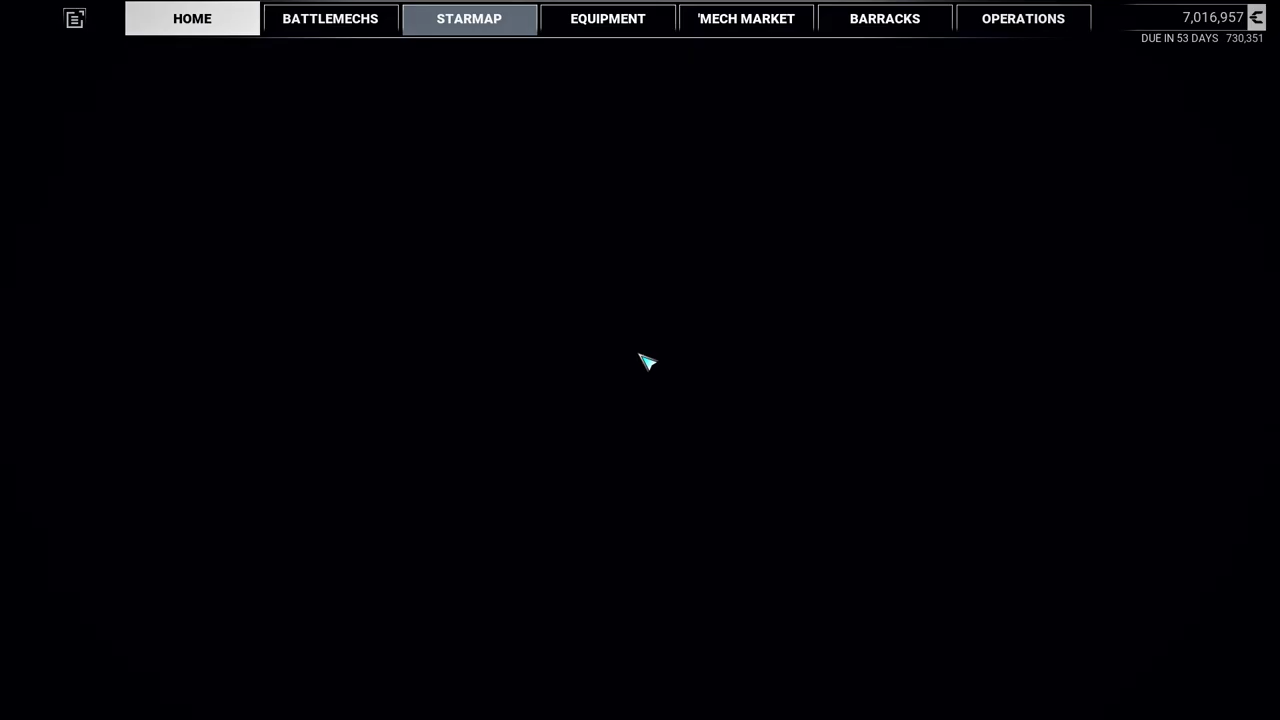 HOME
BATTLEMECHS
STARMAP
EQUIPMENT
'MECH MARKET
BARRACKS
OPERATIONS
7,016,957
DUE IN 53 DAYS 730,351